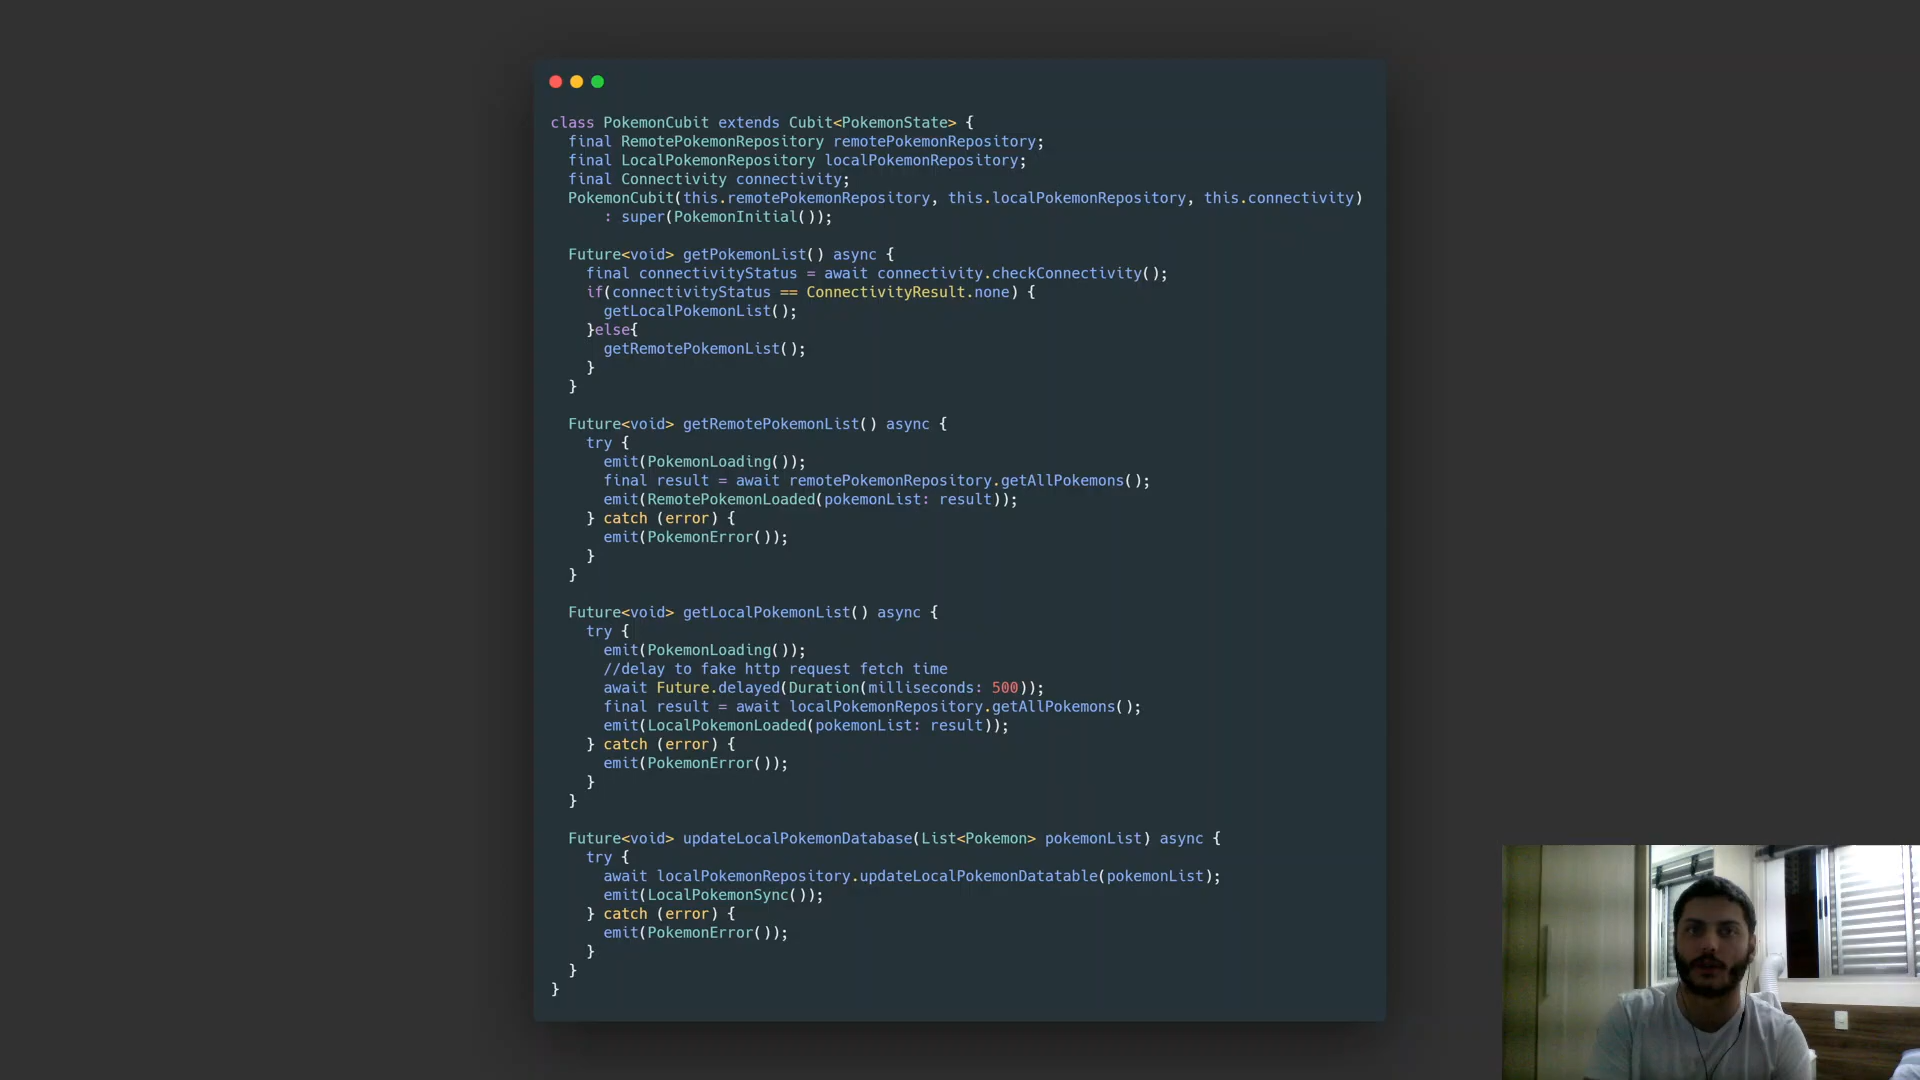 class PokemonCubit extends Cubit<PokemonState> {
final RemotePokemonRepository remotePokemonRepository;
final LocalPokemonRepository localPokemonRepository;
final Connectivity connectivity;
PokemonCubit(this.remotePokemonRepository, this.localPokemonRepository, this.connectivity)
: super(PokemonInitial());
Future<void> getPokemonList() async {
final connectivityStatus = await connectivity.checkConnectivity();
if(connectivityStatus == ConnectivityResult.none) {
getLocalPokemonList();
}else{
getRemotePokemonList();
}
}
Future<void> getRemotePokemonList() async {
try {
emit(PokemonLoading());
final result = await remotePokemonRepository.getAllPokemons();
emit(RemotePokemonLoaded(pokemonList: result));
} catch (error) {
emit(PokemonError());
}
}
Future<void> getLocalPokemonList() async {
try {
emit(PokemonLoading());
//delay to fake http request fetch time
await Future.delayed(Duration(milliseconds: 500));
final result = await localPokemonRepository.getAllPokemons();
emit(LocalPokemonLoaded(pokemonList: result));
} catch (error) {
emit(PokemonError());
}
}
Future<void> updateLocalPokemonDatabase(List<Pokemon> pokemonList) async {
try {
await localPokemonRepository.updateLocalPokemonDatatable(pokemonList);
emit(LocalPokemonSync());
} catch (error) {
emit(PokemonError());
}
}
}